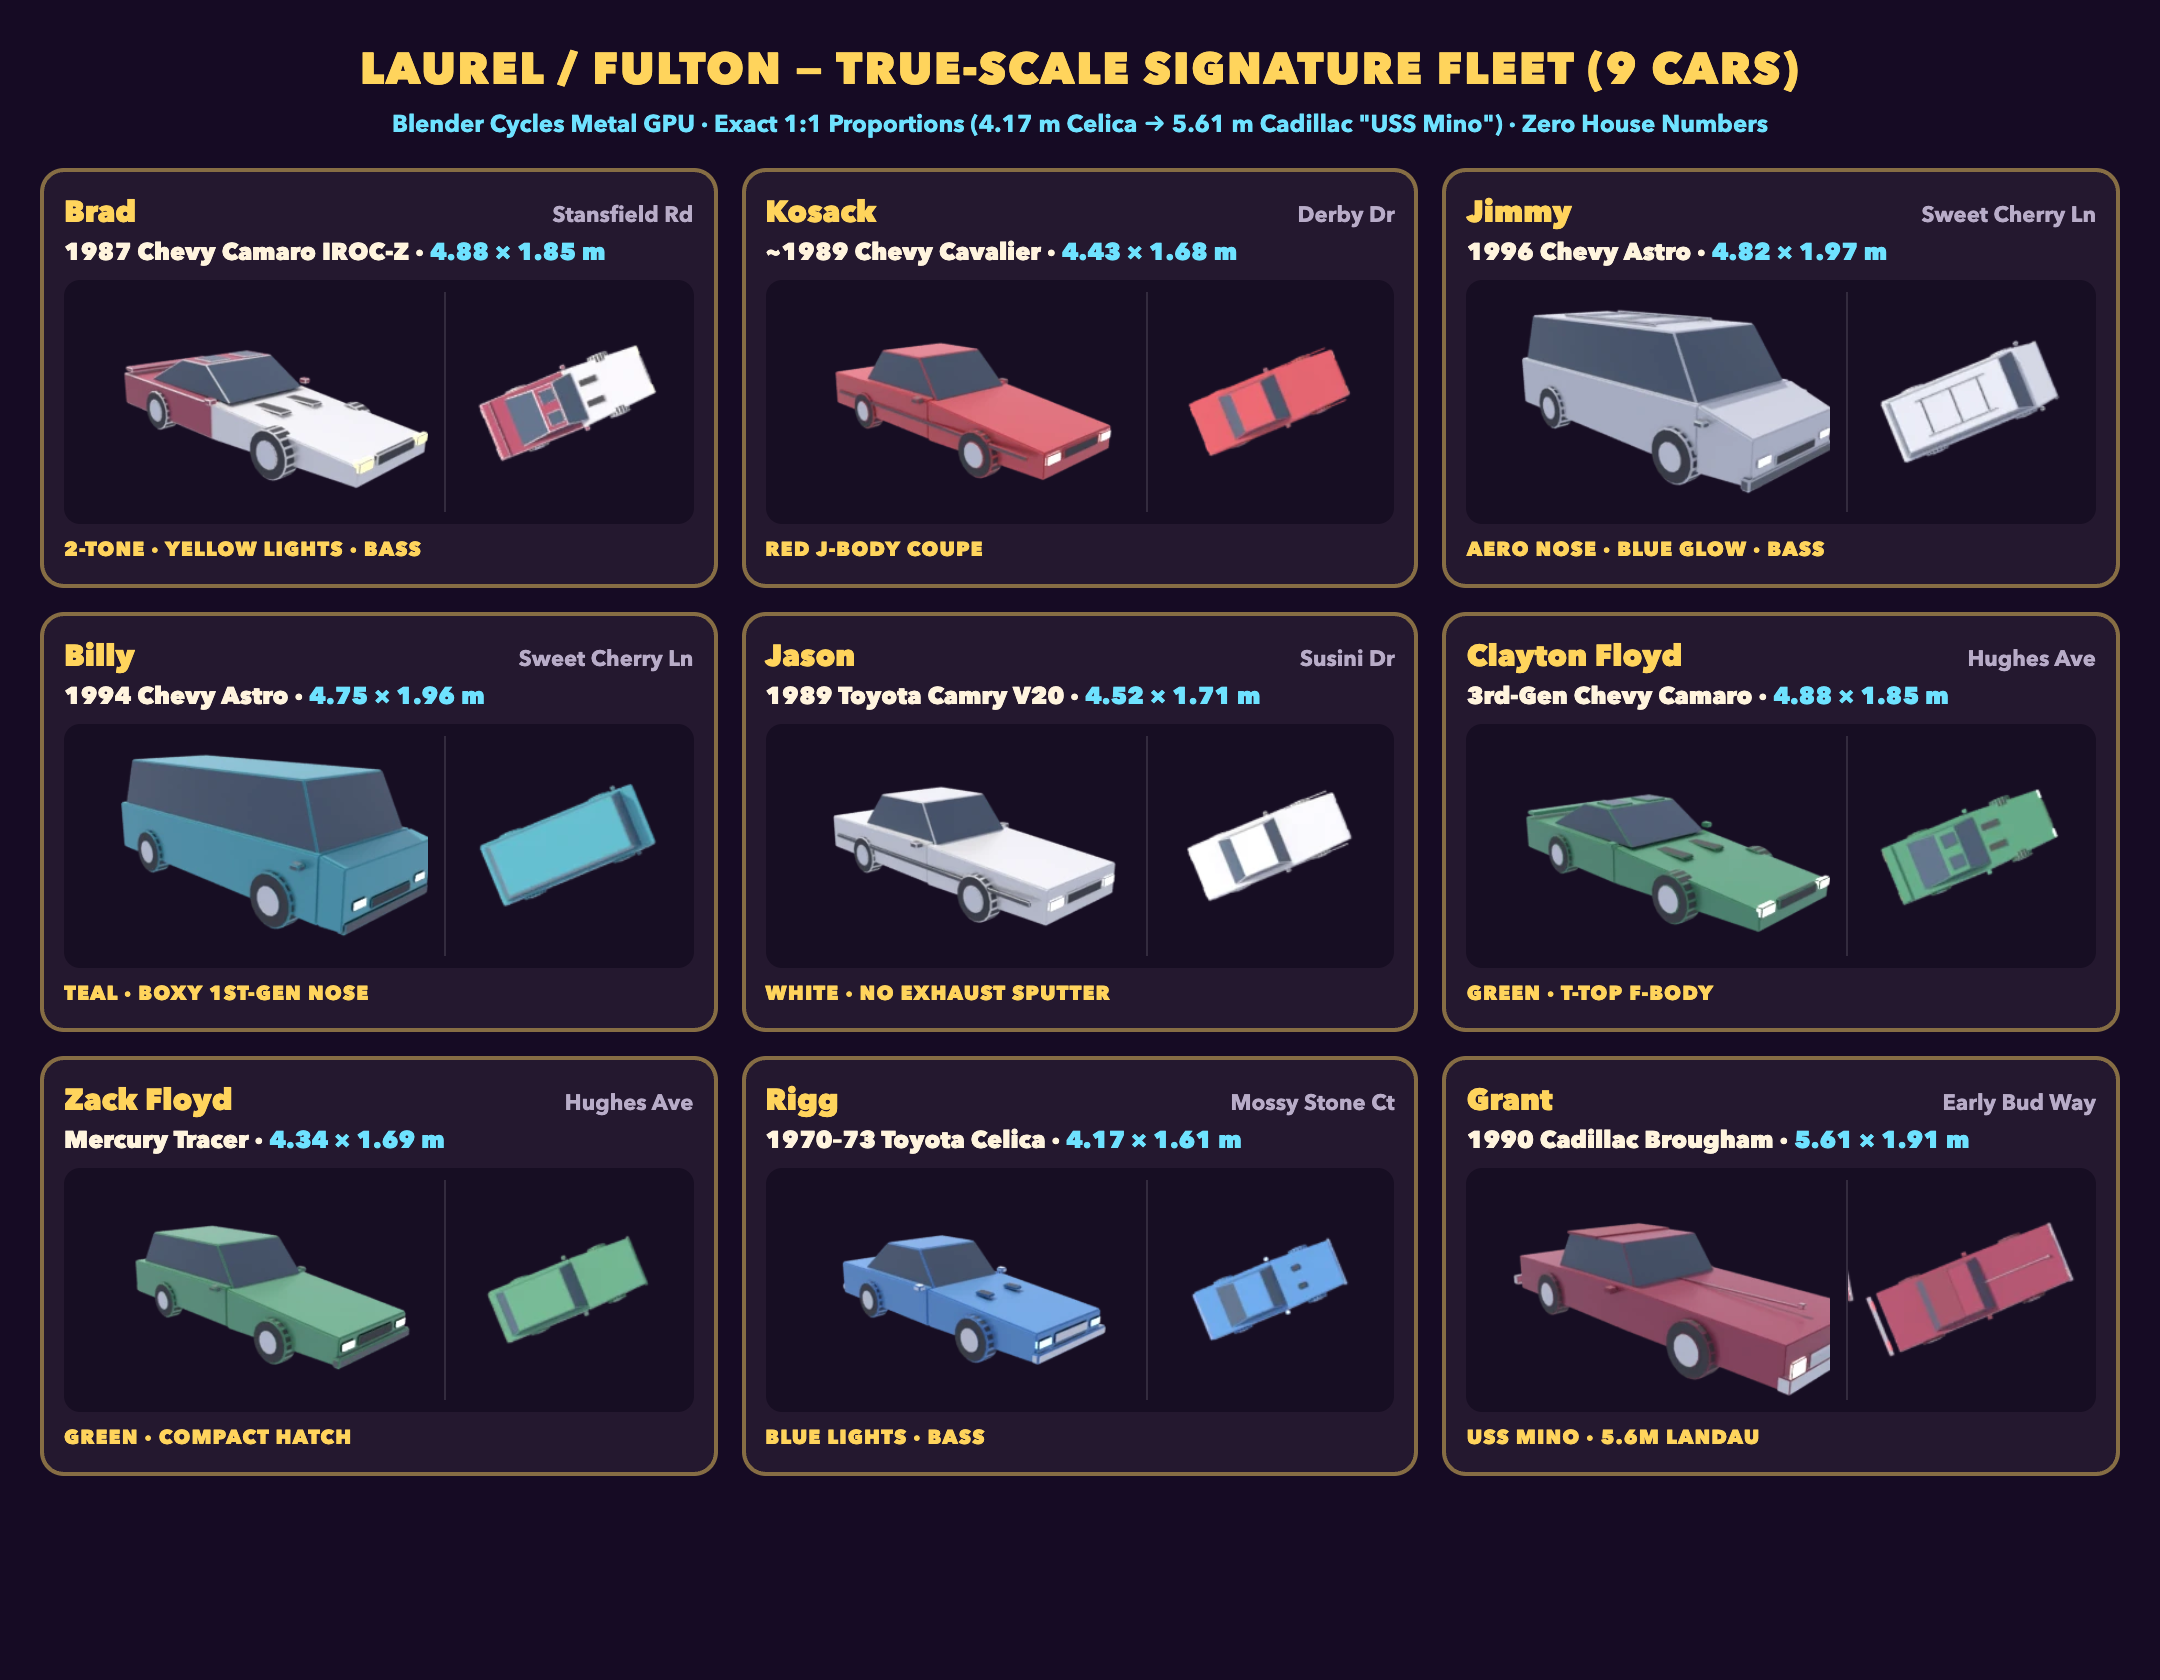 LAUREL / FULTON — TRUE-SCALE SIGNATURE FLEET (9 CARS)
Blender Cycles Metal GPU · Exact 1:1 Proportions (4.17 m Celica → 5.61 m Cadillac "USS Mino") · Zero House Numbers
Brad
Stansfield Rd
1987 Chevy Camaro IROC-Z · 4.88 × 1.85 m
2-TONE · YELLOW LIGHTS · BASS
Kosack
Derby Dr
~1989 Chevy Cavalier · 4.43 × 1.68 m
RED J-BODY COUPE
Jimmy
Sweet Cherry Ln
1996 Chevy Astro · 4.82 × 1.97 m
AERO NOSE · BLUE GLOW · BASS
Billy
Sweet Cherry Ln
1994 Chevy Astro · 4.75 × 1.96 m
TEAL · BOXY 1ST-GEN NOSE
Jason
Susini Dr
1989 Toyota Camry V20 · 4.52 × 1.71 m
WHITE · NO EXHAUST SPUTTER
Clayton Floyd
Hughes Ave
3rd-Gen Chevy Camaro · 4.88 × 1.85 m
GREEN · T-TOP F-BODY
Zack Floyd
Hughes Ave
Mercury Tracer · 4.34 × 1.69 m
GREEN · COMPACT HATCH
Rigg
Mossy Stone Ct
1970–73 Toyota Celica · 4.17 × 1.61 m
BLUE LIGHTS · BASS
Grant
Early Bud Way
1990 Cadillac Brougham · 5.61 × 1.91 m
USS MINO · 5.6M LANDAU